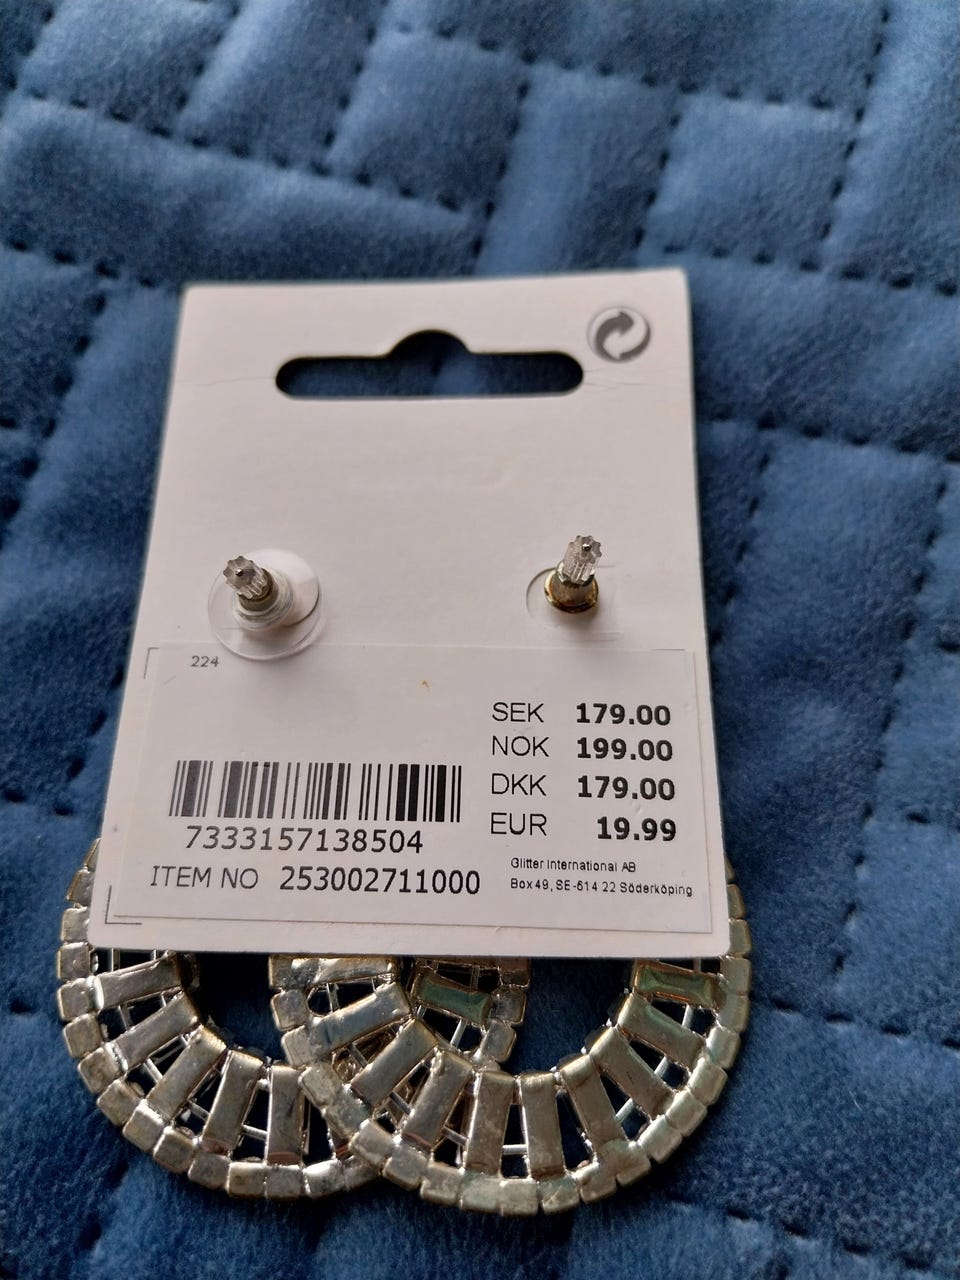 224
SEK 179.00
NOK 199.00
DKK 179.00
EUR 19.99
7333157138504
ITEM NO 253002711000
Glitter International AB
Box 49, SE-614 22 Söderköping